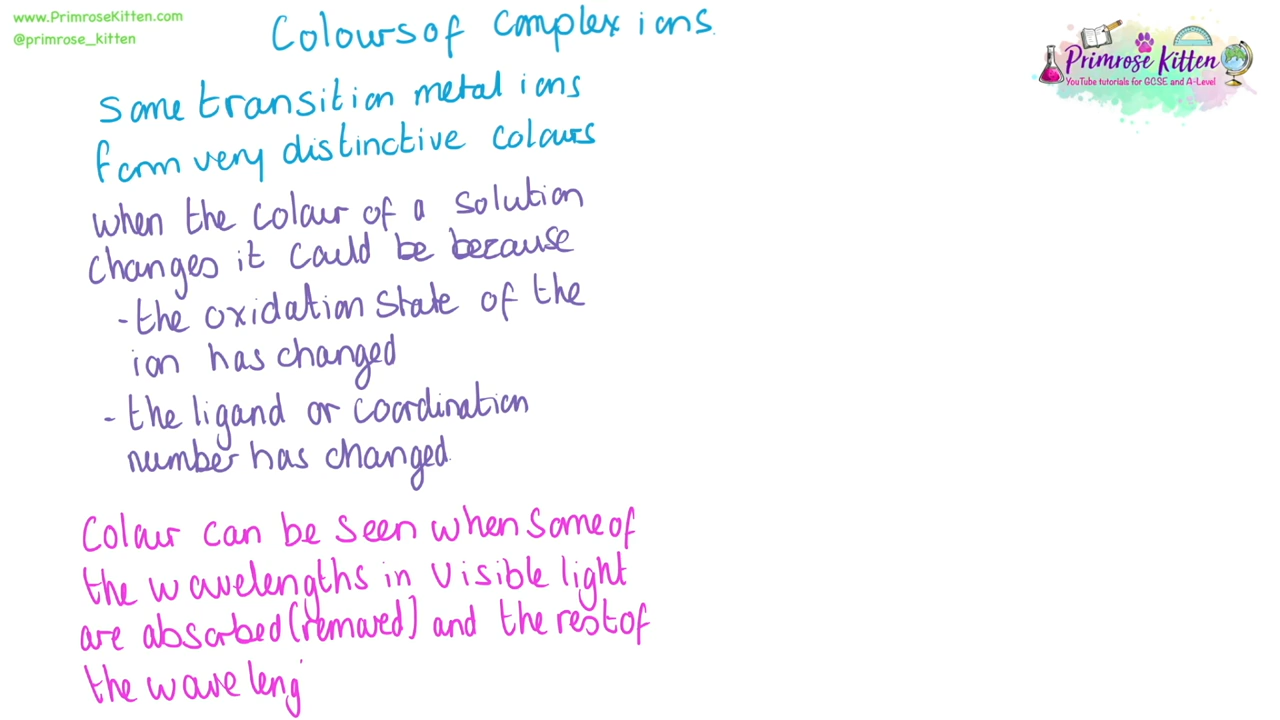 www.PrimroseKitten.com
@primrose_kitten
Colours of complex ions.
Primrose Kitten
YouTube tutorials for GCSE and A-Level
Some transition metal ions
form very distinctive colours
when the colour of a solution
changes it could be because
- the oxidation state of the
ion has changed
- the ligand or coordination
number has changed.
Colour can be seen when some of
the wavelengths in visible light
are absorbed (removed) and the rest of
the waveleng